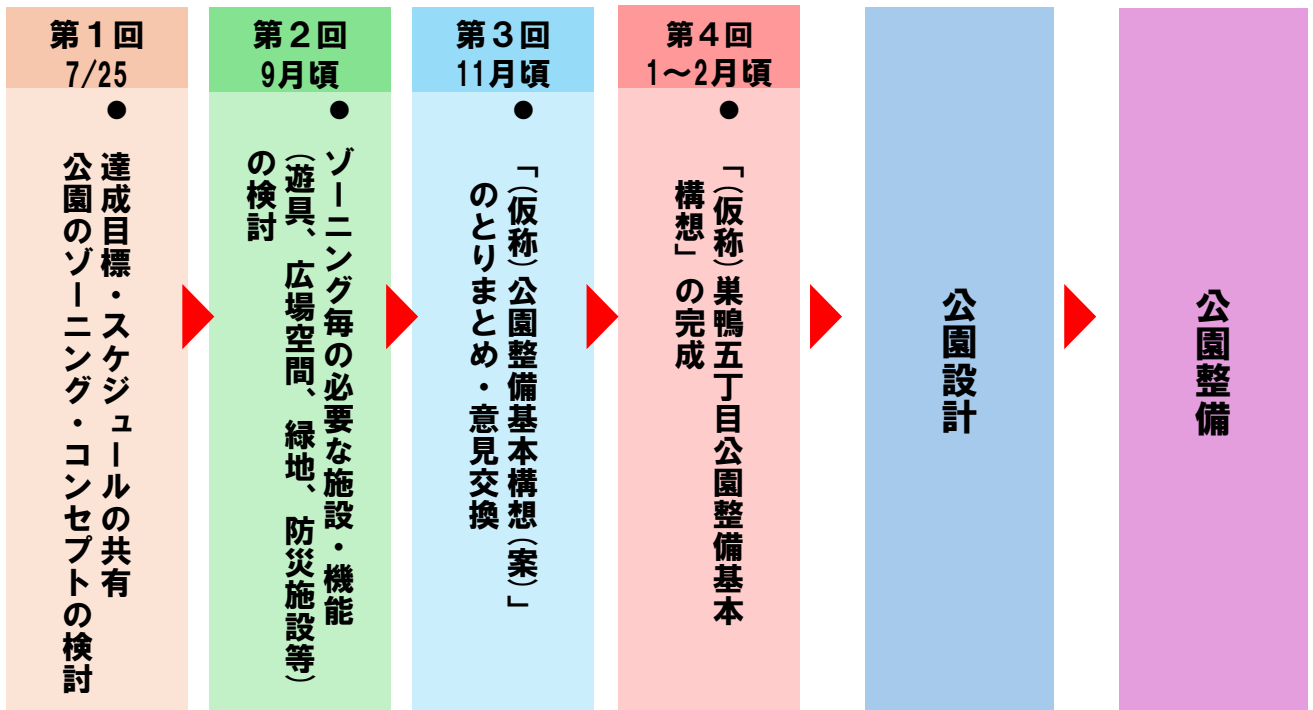 第１回
7/25
●
達成目標・スケジュールの共有
公園のゾーニング・コンセプトの検討
第２回
9月頃
●
ゾーニング毎の必要な施設・機能
（遊具、広場空間、緑地、防災施設等）
の検討
第３回
11月頃
●
「（仮称）公園整備基本構想（案）」
のとりまとめ・意見交換
第４回
1～2月頃
●
「（仮称）巣鴨五丁目公園整備基本
構想」の完成
公園設計
公園整備